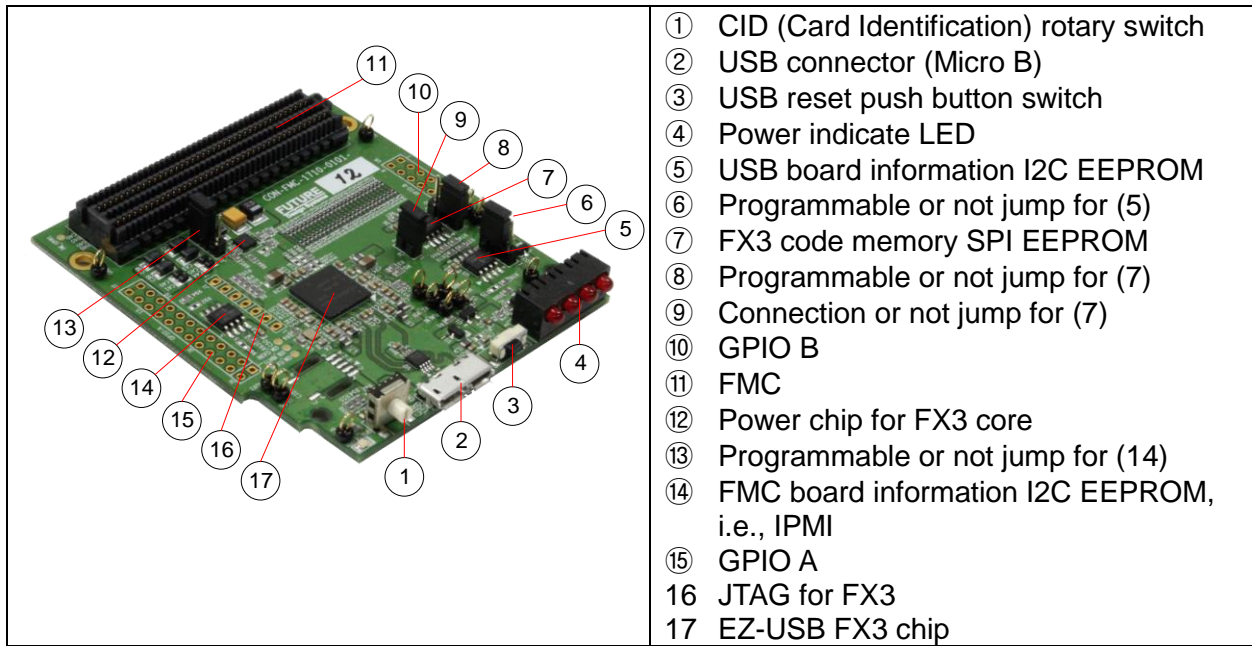 11
10
9
8
7
6
5
13
12
14
15
16
17
1
2
3
4
CON-FMC-1710-0101-
12
FUTURE
① CID (Card Identification) rotary switch
② USB connector (Micro B)
③ USB reset push button switch
④ Power indicate LED
⑤ USB board information I2C EEPROM
⑥ Programmable or not jump for (5)
⑦ FX3 code memory SPI EEPROM
⑧ Programmable or not jump for (7)
⑨ Connection or not jump for (7)
⑩ GPIO B
⑪ FMC
⑫ Power chip for FX3 core
⑬ Programmable or not jump for (14)
⑭ FMC board information I2C EEPROM,
i.e., IPMI
⑮ GPIO A
16 JTAG for FX3
17 EZ-USB FX3 chip